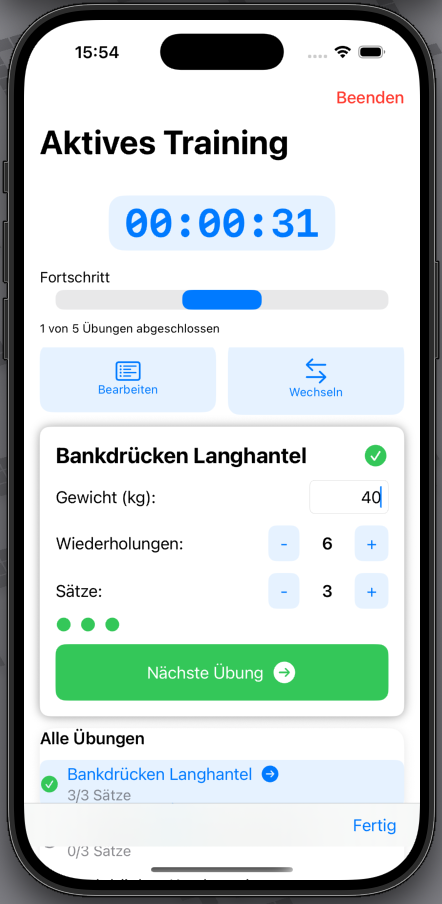 15:54
Beenden
Aktives Training
00:00:31
Fortschritt
1 von 5 Übungen abgeschlossen
Bearbeiten
Wechseln
Bankdrücken Langhantel
Gewicht (kg):
40
Wiederholungen:
-
6
+
Sätze:
-
3
+
Nächste Übung
Alle Übungen
Bankdrücken Langhantel
3/3 Sätze
Fertig
0/3 Sätze